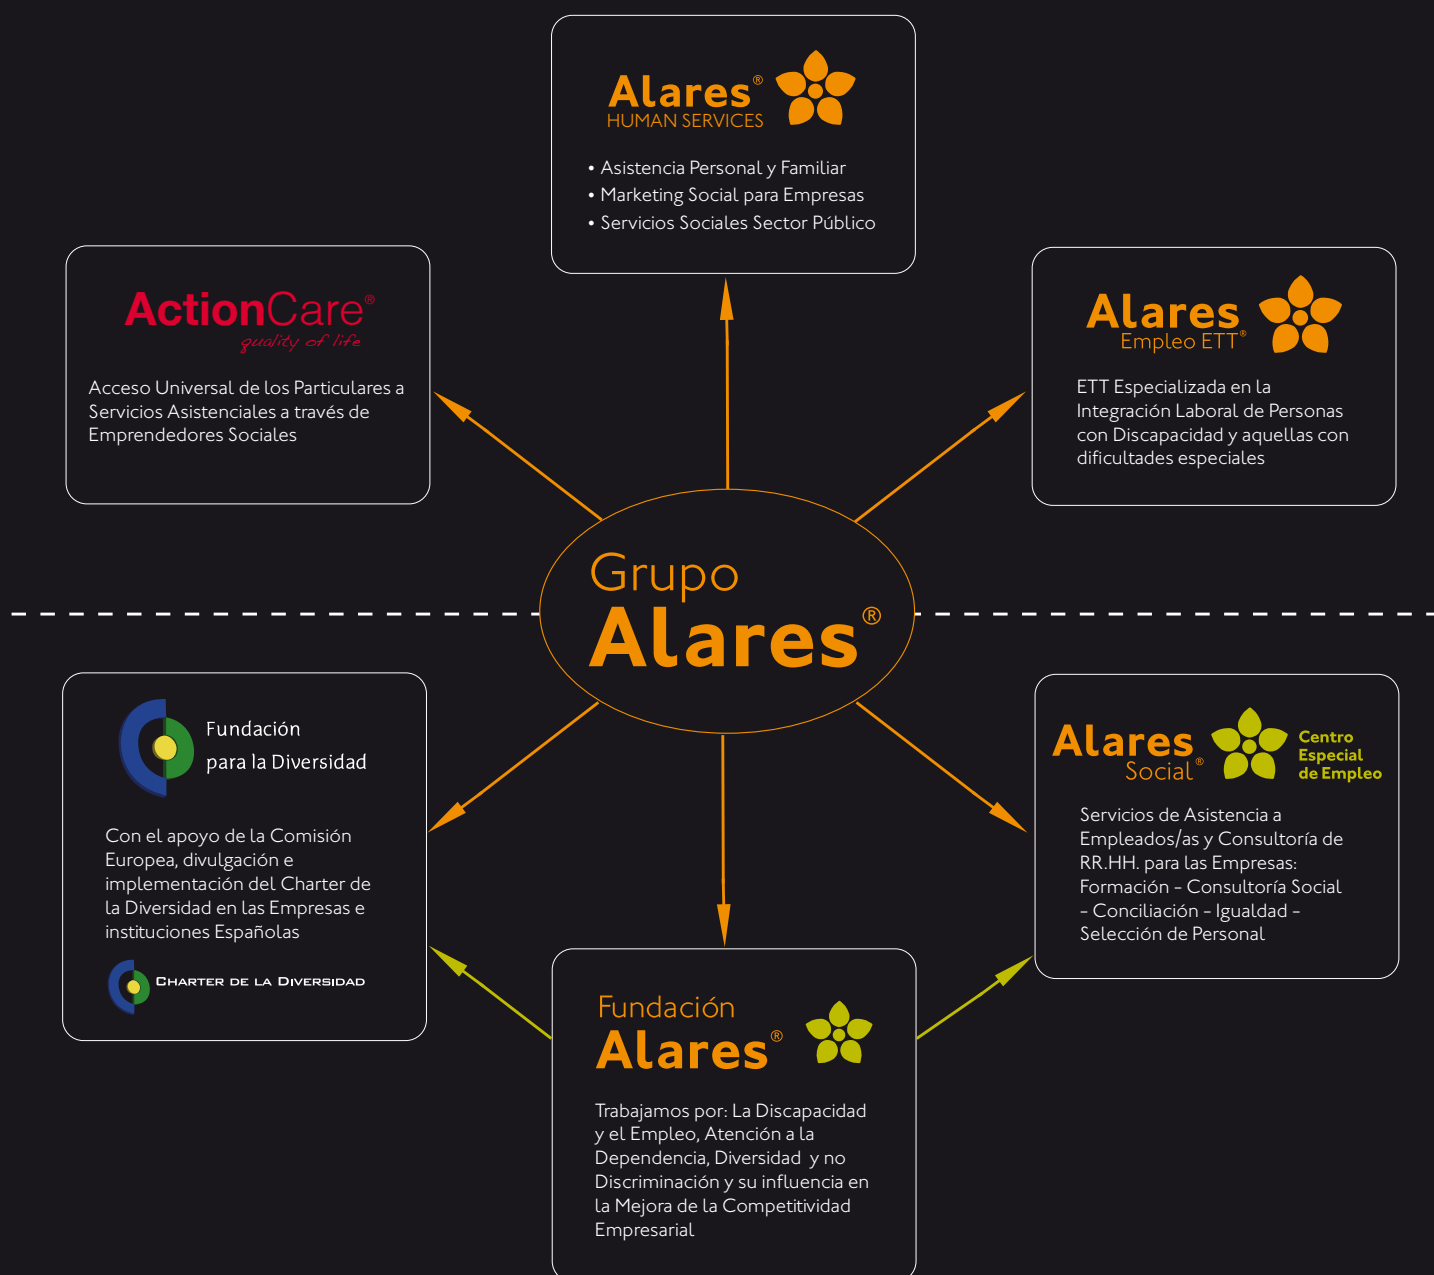 Alares®
HUMAN SERVICES
• Asistencia Personal y Familiar
• Marketing Social para Empresas
• Servicios Sociales Sector Público
ActionCare®
quality of life
Acceso Universal de los Particulares a
Servicios Asistenciales a través de
Emprendedores Sociales
Alares
Empleo ETT®
ETT Especializada en la
Integración Laboral de Personas
con Discapacidad y aquellas con
dificultades especiales
Grupo
Alares®
Fundación
para la Diversidad
Con el apoyo de la Comisión
Europea, divulgación e
implementación del Charter de
la Diversidad en las Empresas e
instituciones Españolas
CHARTER DE LA DIVERSIDAD
Alares
Social®
Centro
Especial
de Empleo
Servicios de Asistencia a
Empleados/as y Consultoría de
RR.HH. para las Empresas:
Formación - Consultoría Social
- Conciliación - Igualdad -
Selección de Personal
Fundación
Alares®
Trabajamos por: La Discapacidad
y el Empleo, Atención a la
Dependencia, Diversidad y no
Discriminación y su influencia en
la Mejora de la Competitividad
Empresarial